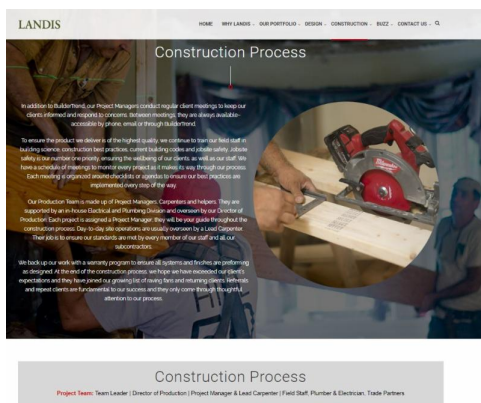 LANDIS
HOME WHY LANDIS OUR PORTFOLIO DESIGN CONSTRUCTION BUZZ CONTACT US
Construction Process
In addition to BuilderTrend, our Project Managers conduct regular client meetings to keep our
clients informed and respond to concerns. Between meetings, they are always available-
accessible by phone, email or through BuilderTrend.
To ensure the product we deliver is of the highest quality, we continue to train our field staff in
building science, construction best practices, current building codes and jobsite safety. Jobsite
safety is our number one priority, ensuring the wellbeing of our clients, as well as our staff. We
have a schedule of meetings to monitor every project as it makes its way through our process.
Each meeting is organized around checklists or agendas to ensure our best practices are
implemented every step of the way.
Our Production Team is made up of Project Managers, Carpenters and helpers. They are
supported by an in-house Electrical and Plumbing Division and overseen by our Director of
Production. Each project is assigned a Project Manager; they will be your guide throughout the
construction process. Day-to-day site operations are usually overseen by a Lead Carpenter.
Their job is to ensure our standards are met by every member of our staff and all our
subcontractors.
We back up our work with a warranty program to ensure all systems and finishes are preforming
as designed. At the end of the construction process, we hope we have exceeded our client's
expectations and they have joined our growing list of raving fans and returning clients. Referrals
and repeat clients are fundamental to our success and they only come through thoughtful
attention to our process.
Construction Process
Project Team: Team Leader | Director of Production | Project Manager & Lead Carpenter | Field Staff, Plumber & Electrician, Trade Partners